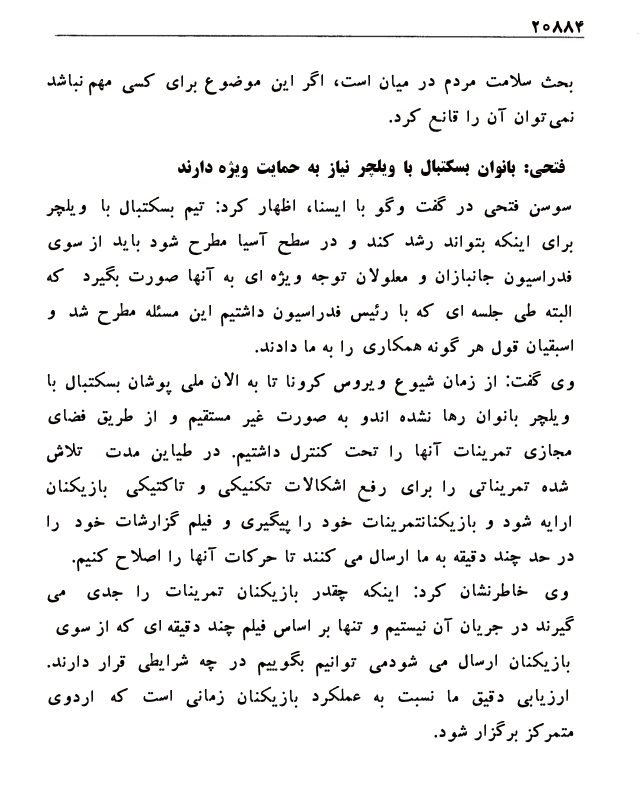 ۲۰۸۸۴
بحث سلامت مردم در میان است، اگر این موضوع برای کسی مهم نباشد
نمی‌توان آن را قانع کرد.
فتحی: بانوان بسکتبال با ویلچر نیاز به حمایت ویژه دارند
سوسن فتحی در گفت وگو با ایسنا، اظهار کرد: تیم بسکتبال با ویلچر
برای اینکه بتواند رشد کند و در سطح آسیا مطرح شود باید از سوی
فدراسیون جانبازان و معلولان توجه ویژه ای به آنها صورت بگیرد که
البته طی جلسه ای که با رئیس فدراسیون داشتیم این مسئله مطرح شد و
اسبقیان قول هر گونه همکاری را به ما دادند.
وی گفت: از زمان شیوع ویروس کرونا تا به الان ملی پوشان بسکتبال با
ویلچر بانوان رها نشده اندو به صورت غیر مستقیم و از طریق فضای
مجازی تمرینات آنها را تحت کنترل داشتیم. در طیاین مدت تلاش
شده تمریناتی را برای رفع اشکالات تکنیکی و تاکتیکی بازیکنان
ارایه شود و بازیکنانتمرینات خود را پیگیری و فیلم گزارشات خود را
در حد چند دقیقه به ما ارسال می کنند تا حرکات آنها را اصلاح کنیم.
وی خاطرنشان کرد: اینکه چقدر بازیکنان تمرینات را جدی می
گیرند در جریان آن نیستیم و تنها بر اساس فیلم چند دقیقه ای که از سوی
بازیکنان ارسال می شودمی توانیم بگوییم در چه شرایطی قرار دارند.
ارزیابی دقیق ما نسبت به عملکرد بازیکنان زمانی است که اردوی
متمرکز برگزار شود.